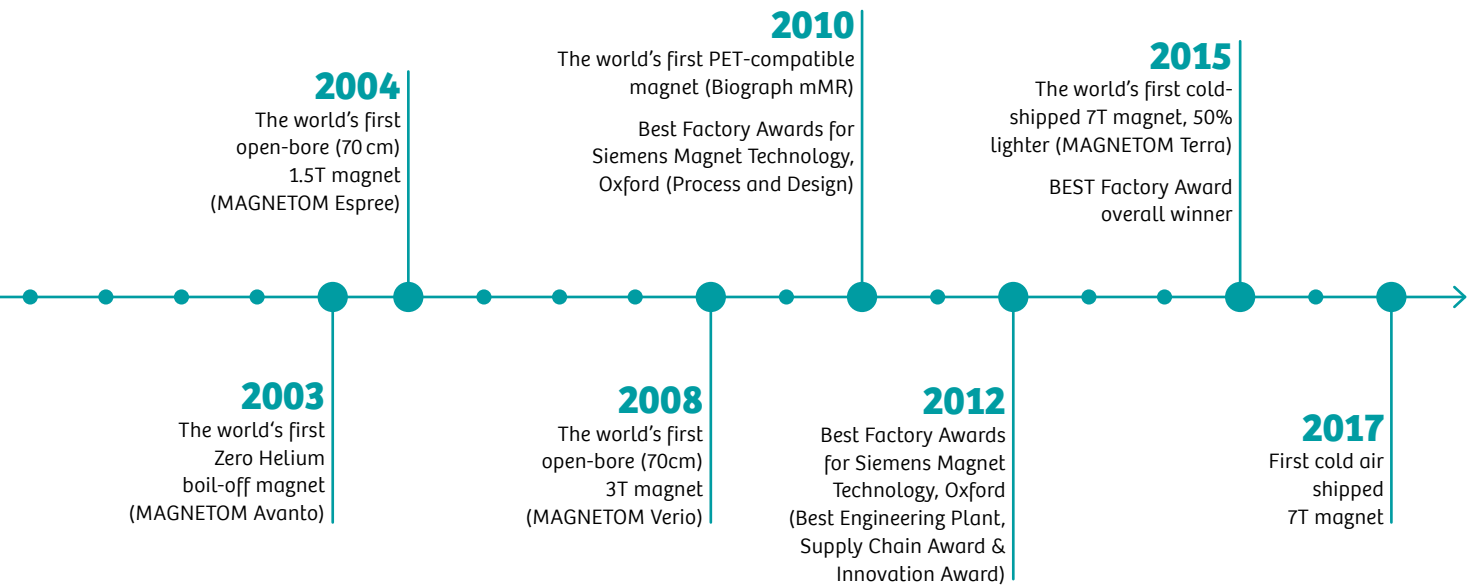 2003
The world‘s first
Zero Helium
boil-off magnet
(MAGNETOM Avanto)
2004
The world’s first
open-bore (70 cm)
1.5T magnet
(MAGNETOM Espree)
2008
The world’s first
open-bore (70cm)
3T magnet
(MAGNETOM Verio)
2010
The world’s first PET-compatible
magnet (Biograph mMR)
Best Factory Awards for
Siemens Magnet Technology,
Oxford (Process and Design)
2012
Best Factory Awards
for Siemens Magnet
Technology, Oxford
(Best Engineering Plant,
Supply Chain Award &
Innovation Award)
2015
The world’s first cold-
shipped 7T magnet, 50%
lighter (MAGNETOM Terra)
BEST Factory Award
overall winner
2017
First cold air
shipped
7T magnet